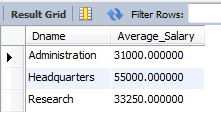 Result Grid Filter Rows:
Dname Average_Salary
Administration 31000.000000
Headquarters 55000.000000
Research 33250.000000